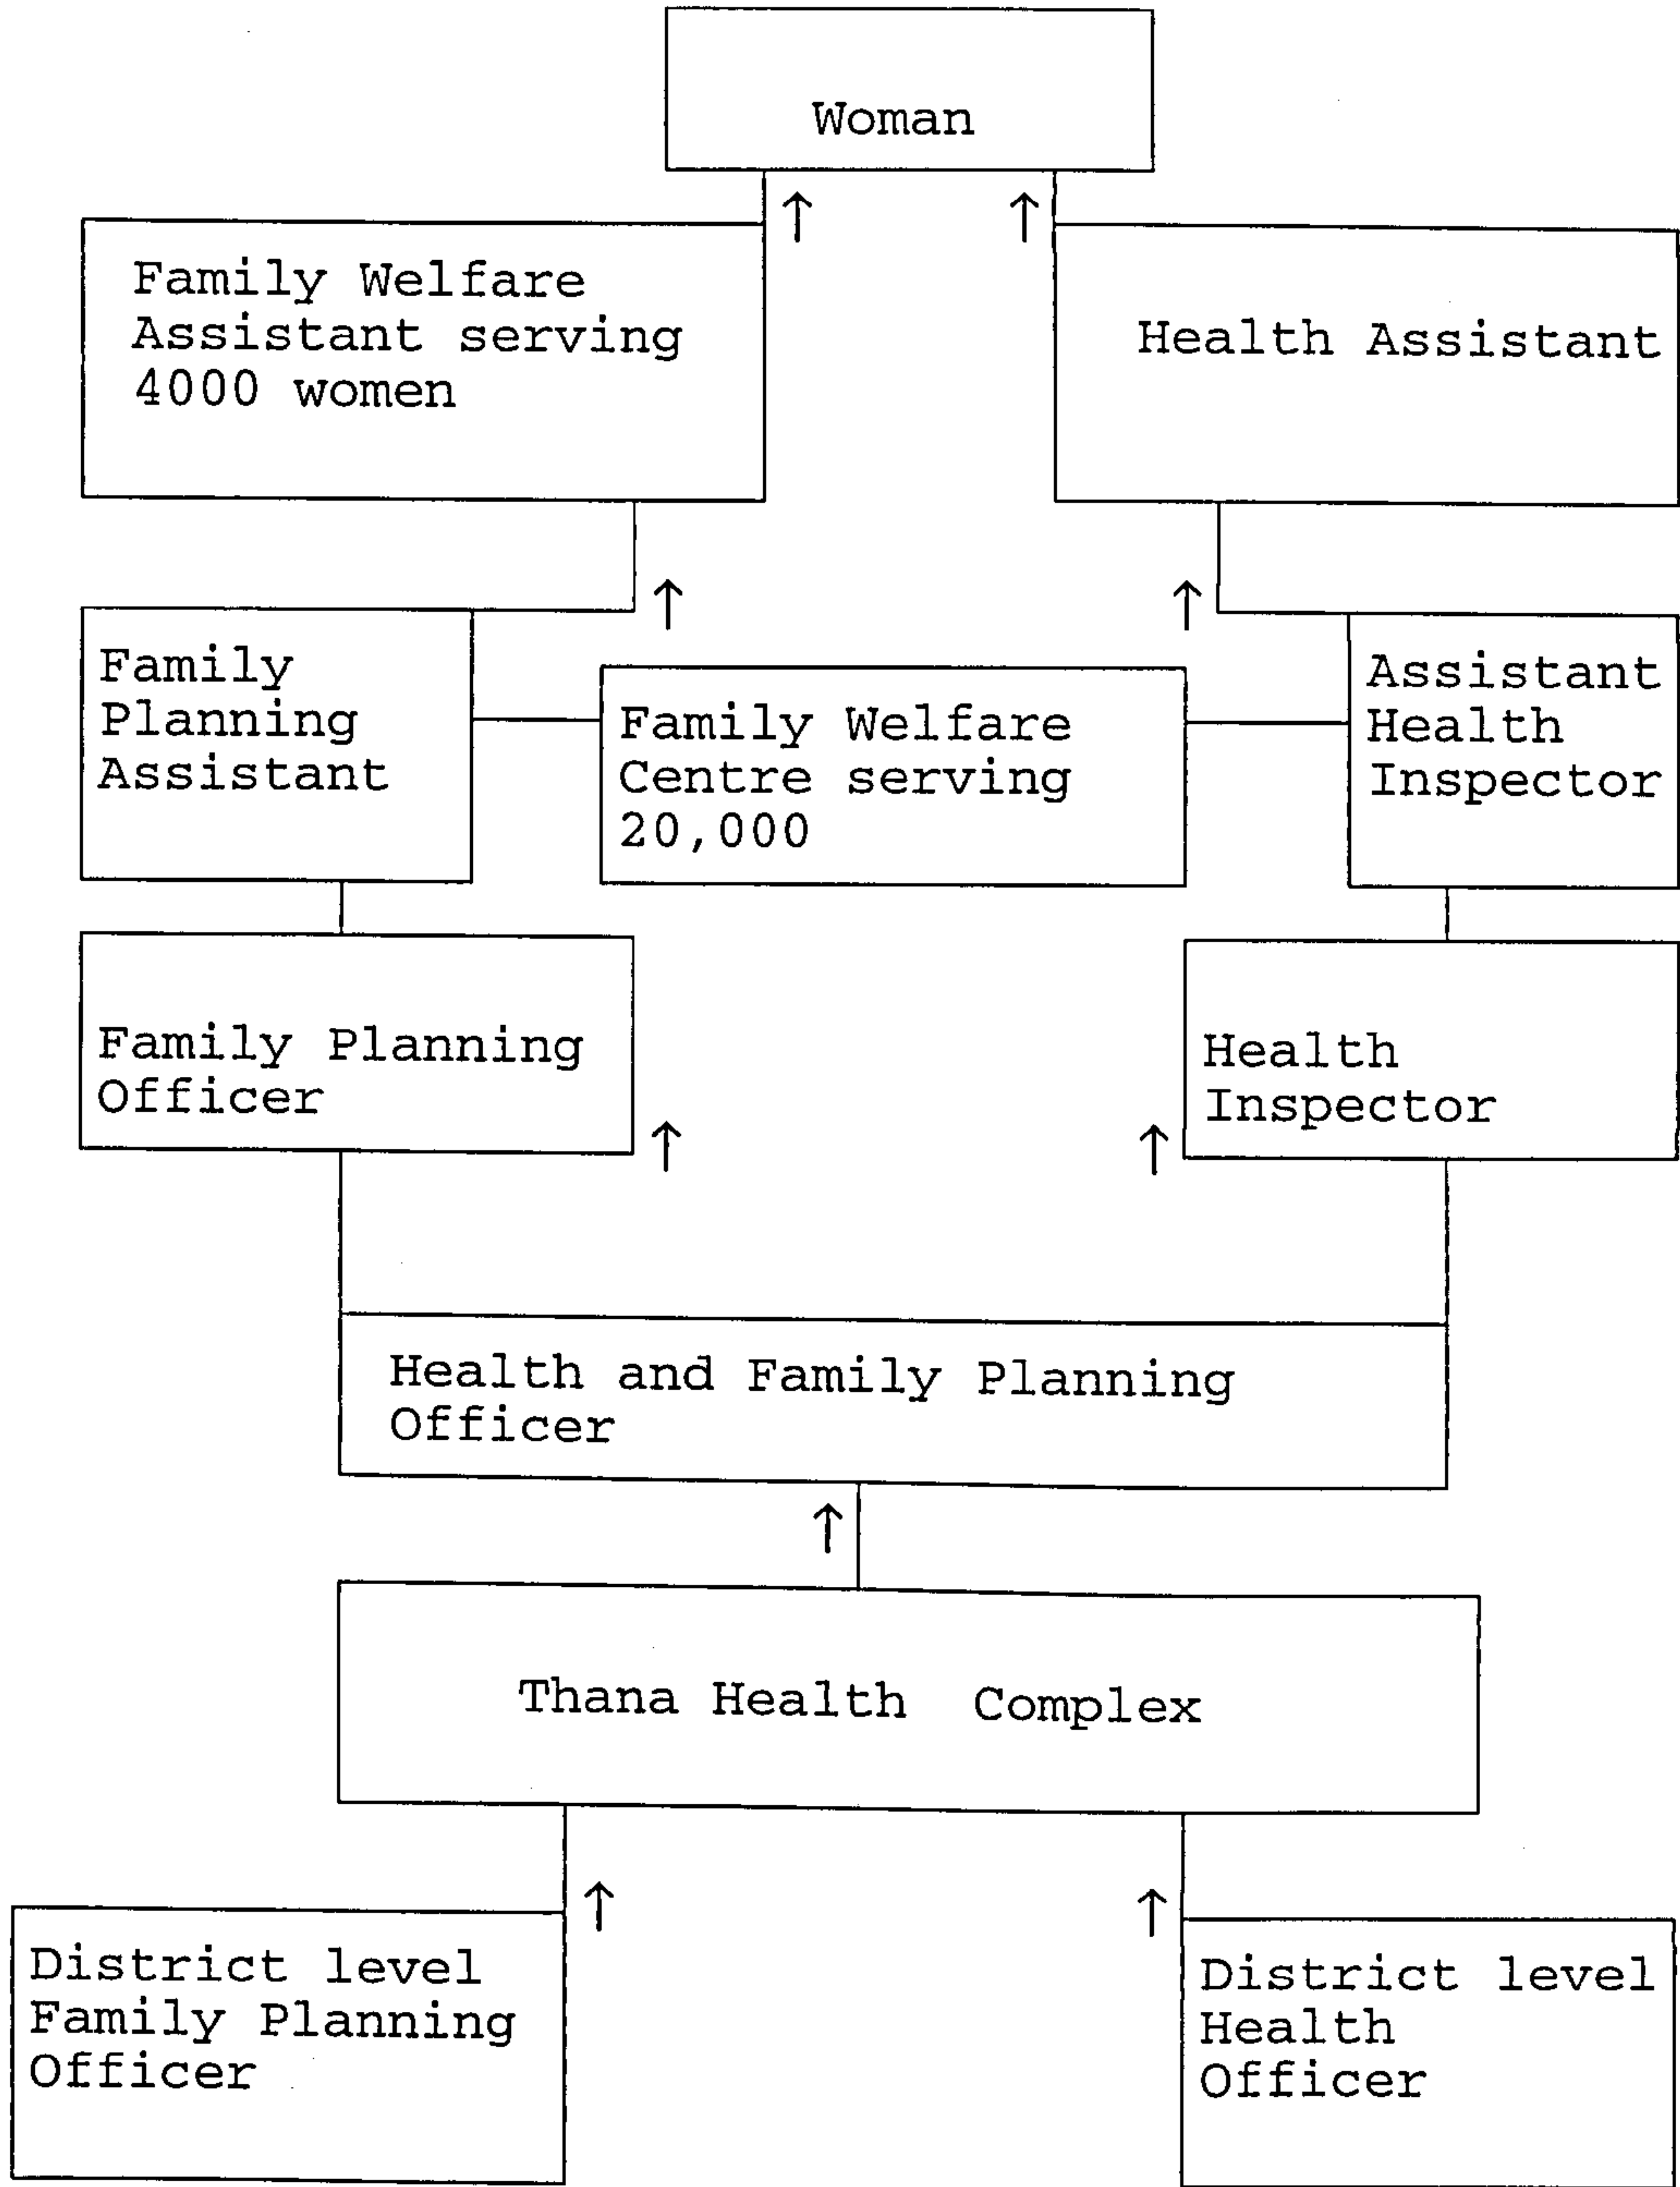 Woman
Family Welfare
Assistant serving
4000 women
Health Assistant
Family
Planning
Assistant
Family Welfare
Centre serving
20,000
Assistant
Health
Inspector
Family Planning
Officer
Health
Inspector
Health and Family Planning
Officer
Thana Health Complex
District level
Family Planning
Officer
District level
Health
Officer